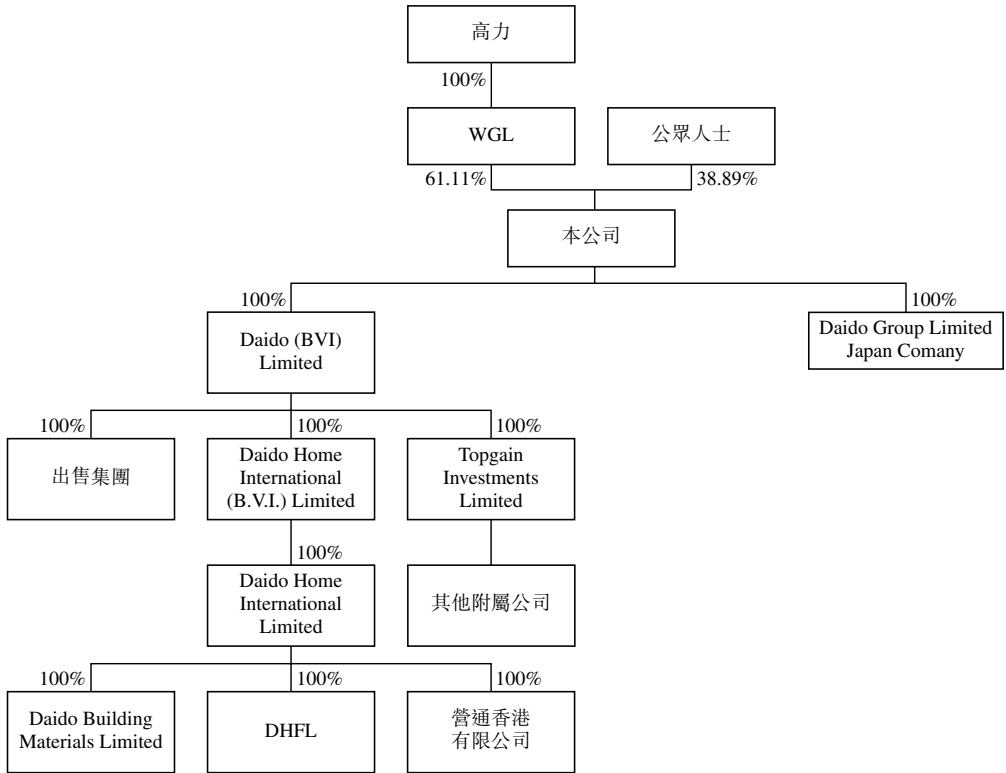 高力
100%
WGL
公眾人士
61.11%
38.89%
本公司
100%
100%
Daido (BVI)
Limited
Daido Group Limited
Japan Comany
100%
100%
100%
出售集團
Daido Home
International
(B.V.I.) Limited
Topgain
Investments
Limited
100%
Daido Home
International
Limited
其他附屬公司
100%
100%
100%
Daido Building
Materials Limited
DHFL
營通香港
有限公司